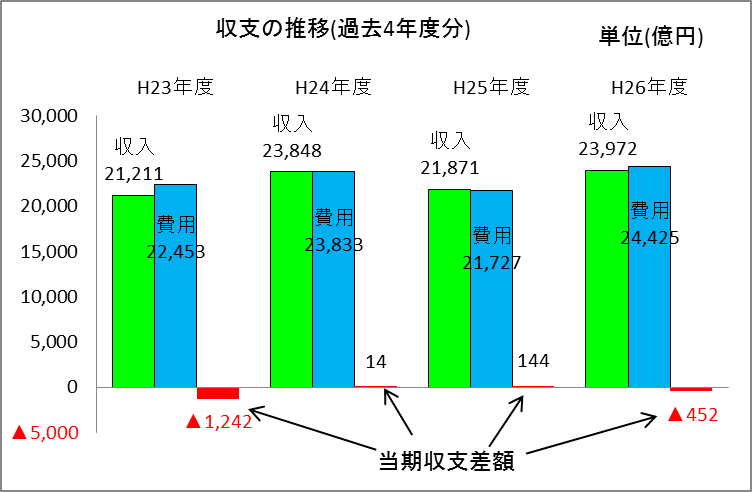 収支の推移(過去4年度分)
単位(億円)
H23年度 H24年度 H25年度 H26年度
30,000
25,000
20,000
15,000
10,000
5,000
0
▲5,000
収入
21,211
費用
22,453
▲1,242
収入
23,848
費用
23,833
14
収入
21,871
費用
21,727
144
収入
23,972
費用
24,425
▲452
当期収支差額